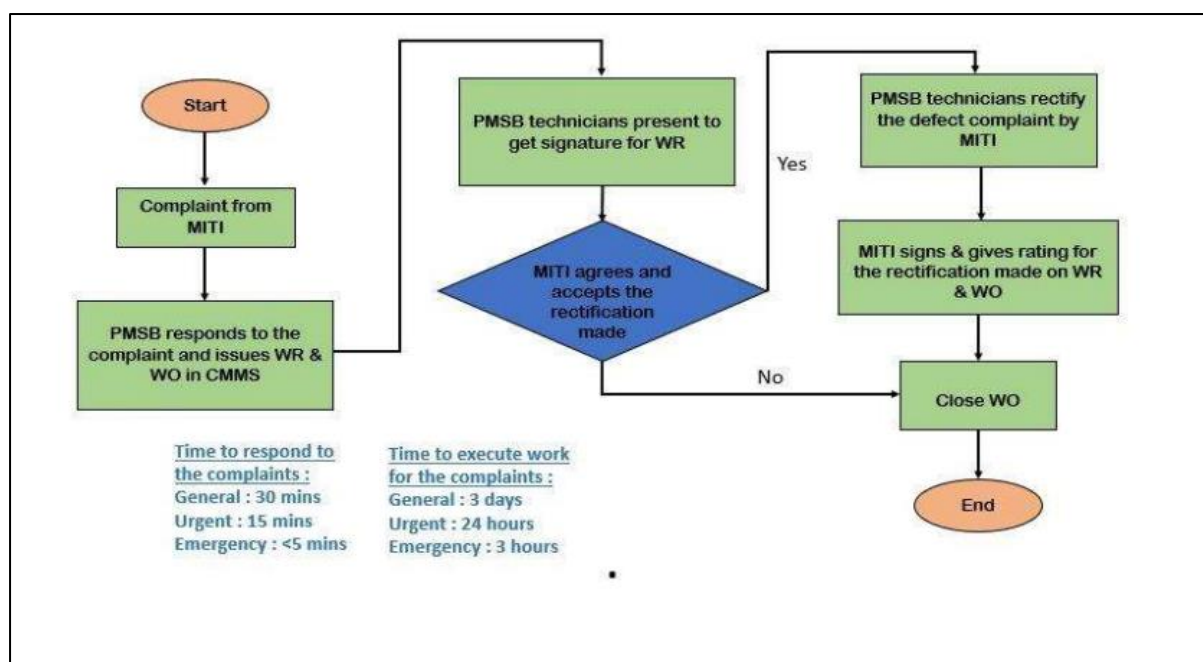 Start
Complaint from
MITI
PMSB responds to the
complaint and issues WR &
WO in CMMS
PMSB technicians present to
get signature for WR
MITI agrees and
accepts the
rectification
made
Yes
No
PMSB technicians rectify
the defect complaint by
MITI
MITI signs & gives rating for
the rectification made on WR
& WO
Close WO
End
Time to respond to
the complaints :
General : 30 mins
Urgent : 15 mins
Emergency : <5 mins
Time to execute work
for the complaints :
General : 3 days
Urgent : 24 hours
Emergency : 3 hours